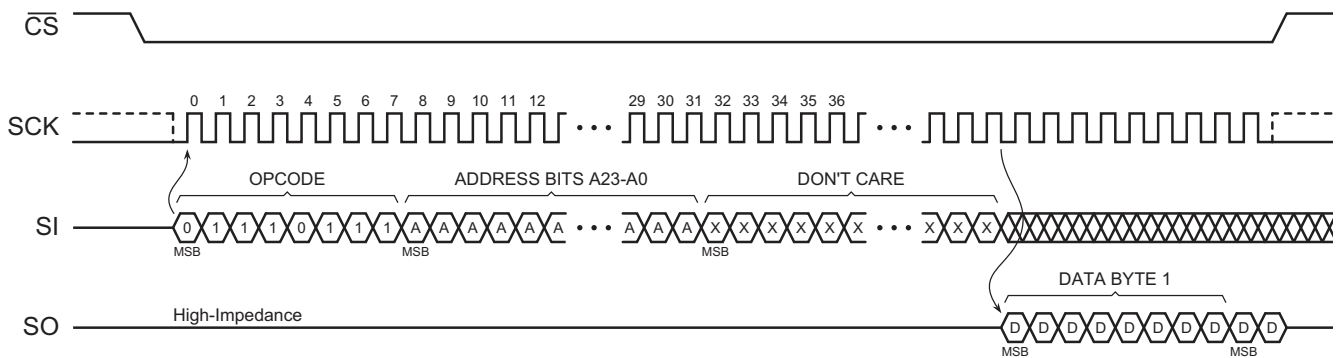 CS
0 1 2 3 4 5 6 7 8 9 10 11 12 29 30 31 32 33 34 35 36
SCK
OPCODE ADDRESS BITS A23-A0 DON'T CARE
SI 0 1 1 1 0 1 1 1 A A A A A A A A A X X X X X X X X X
MSB MSB MSB
DATA BYTE 1
High-Impedance
SO D D D D D D D D D D
MSB MSB